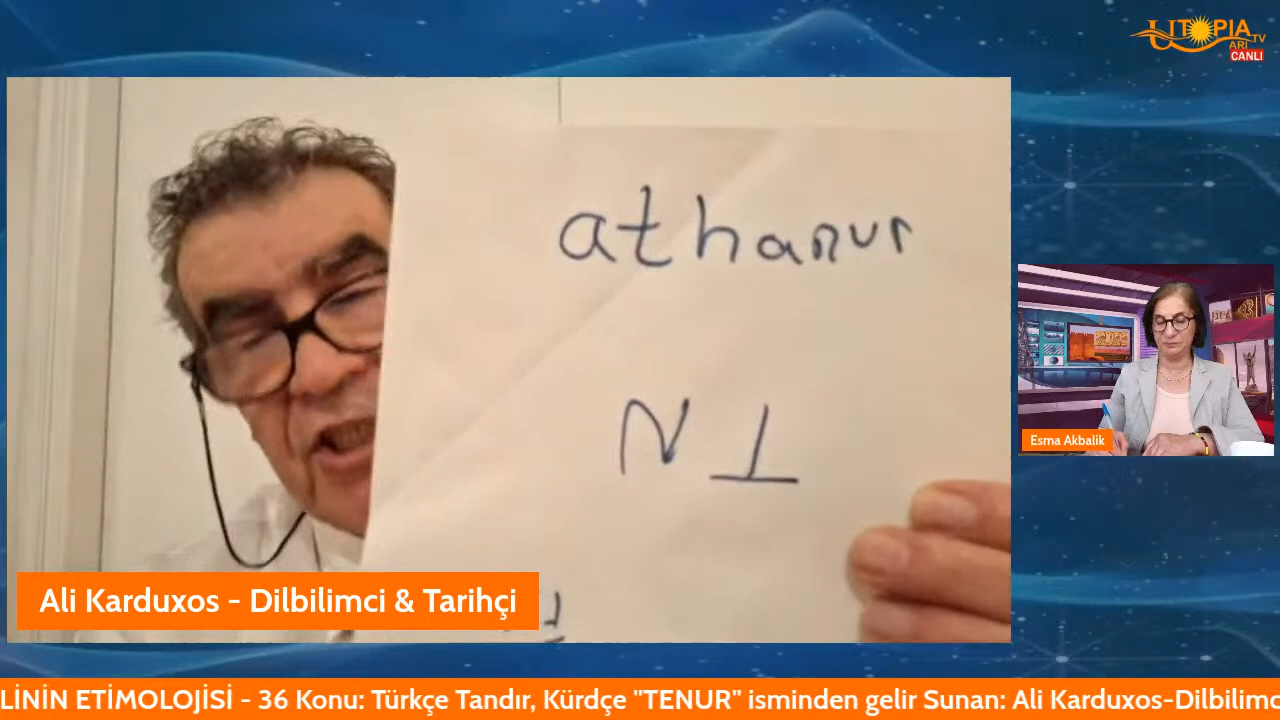 UTOPIA TV
ARİ
CANLI
athanur
N T
Esma Akbalik
Ali Karduxos - Dilbilimci & Tarihçi
LİNİN ETİMOLOJİSİ - 36 Konu: Türkçe Tandır, Kürdçe "TENUR" isminden gelir Sunan: Ali Karduxos-Dilbilimc